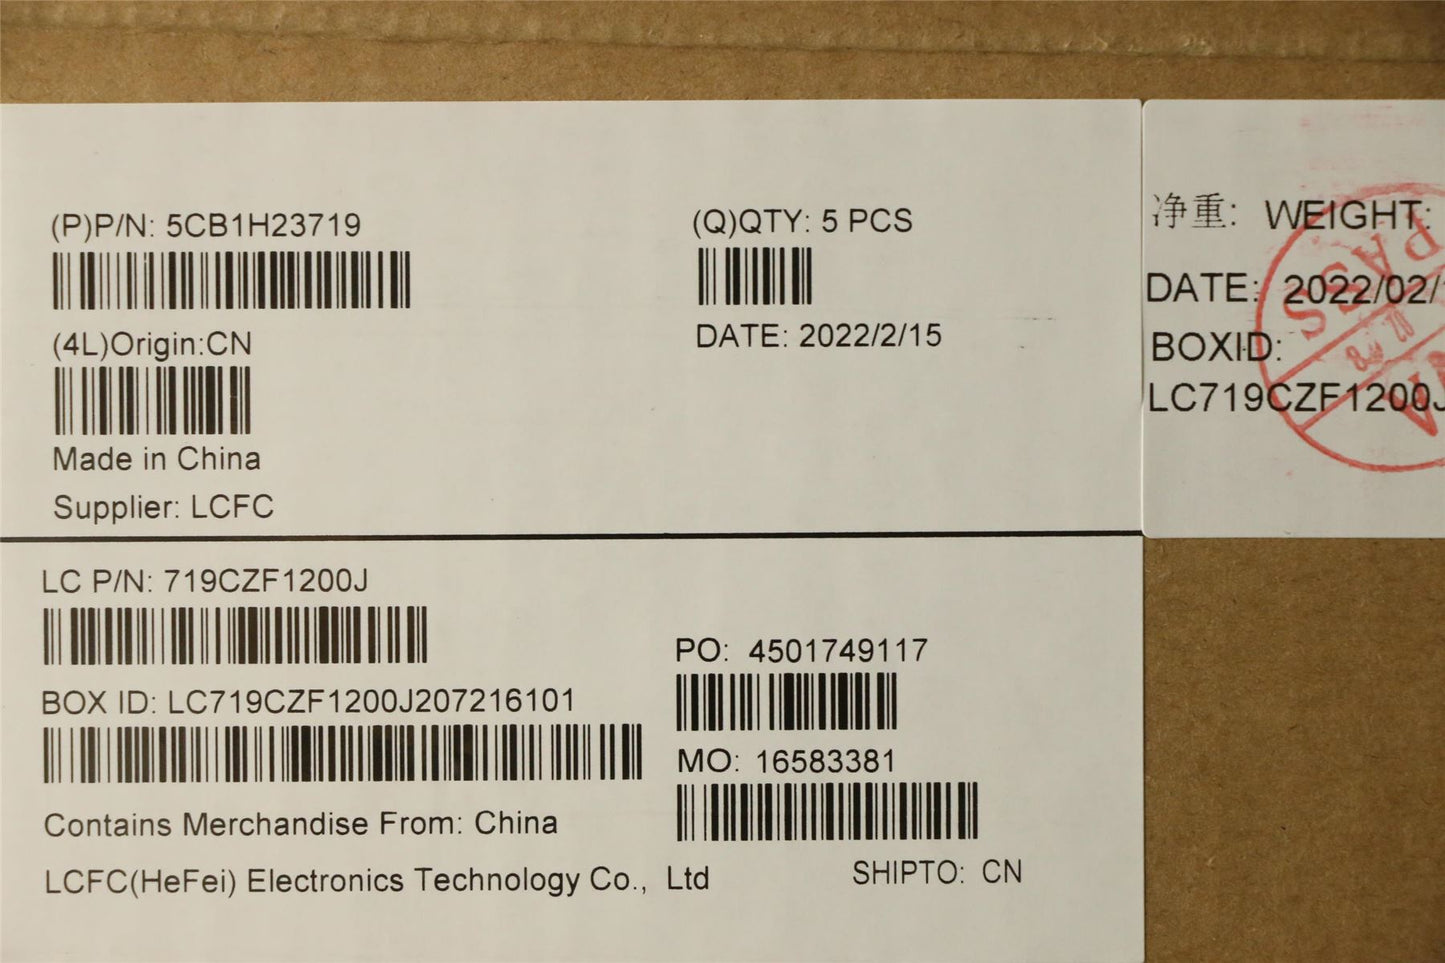 (P)P/N: 5CB1H23719
(Q)QTY: 5 PCS
(4L)Origin:CN
DATE: 2022/2/15
Made in China
Supplier: LCFC
LC P/N: 719CZF1200J
PO: 4501749117
BOX ID: LC719CZF1200J207216101
MO: 16583381
Contains Merchandise From: China
LCFC(HeFei) Electronics Technology Co., Ltd
SHIPTO: CN
净重: WEIGHT:
DATE: 2022/02/
BOXID:
LC719CZF1200J
PASS